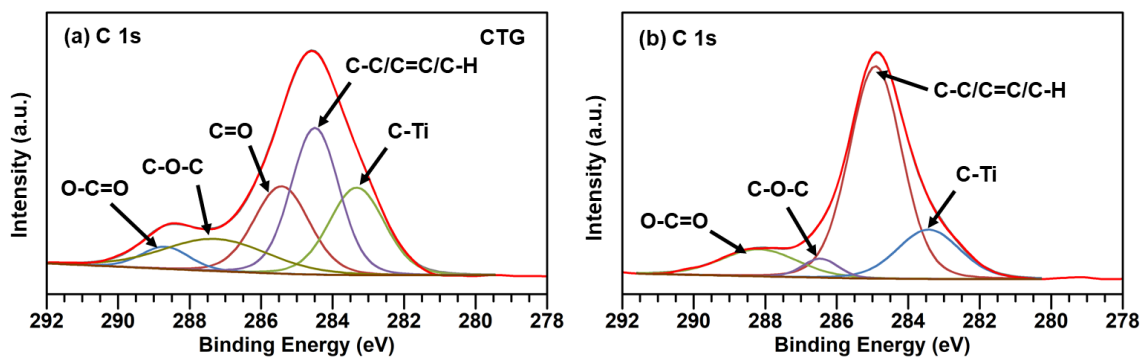 (a) C 1s
CTG
C-C/C=C/C-H
C=O
C-Ti
C-O-C
O-C=O
Intensity (a.u.)
292 290 288 286 284 282 280 278
Binding Energy (eV)
(b) C 1s
C-C/C=C/C-H
C-Ti
C-O-C
O-C=O
Intensity (a.u.)
292 290 288 286 284 282 280 278
Binding Energy (eV)